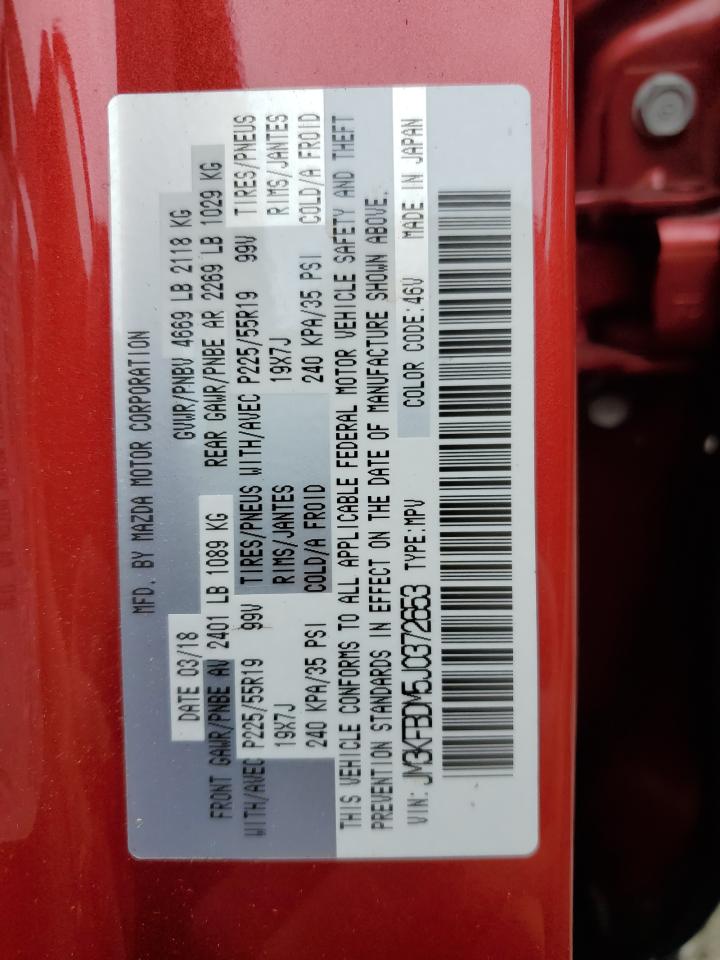 MFD. BY MAZDA MOTOR CORPORATION
DATE 03/18 GVWR/PNBV 4669 LB 2118 KG
FRONT GAWR/PNBE AV 2401 LB 1089 KG REAR GAWR/PNBE AR 2269 LB 1029 KG
WITH/AVEC P225/55R19 99V TIRES/PNEUS WITH/AVEC P225/55R19 99V TIRES/PNEUS
19X7J RIMS/JANTES 19X7J RIMS/JANTES
240 KPA/35 PSI COLD/A FROID 240 KPA/35 PSI COLD/A FROID
THIS VEHICLE CONFORMS TO ALL APPLICABLE FEDERAL MOTOR VEHICLE SAFETY AND THEFT
PREVENTION STANDARDS IN EFFECT ON THE DATE OF MANUFACTURE SHOWN ABOVE.
VIN: JM3KFBDM5J0372653 TYPE:MPV COLOR CODE:46V MADE IN JAPAN